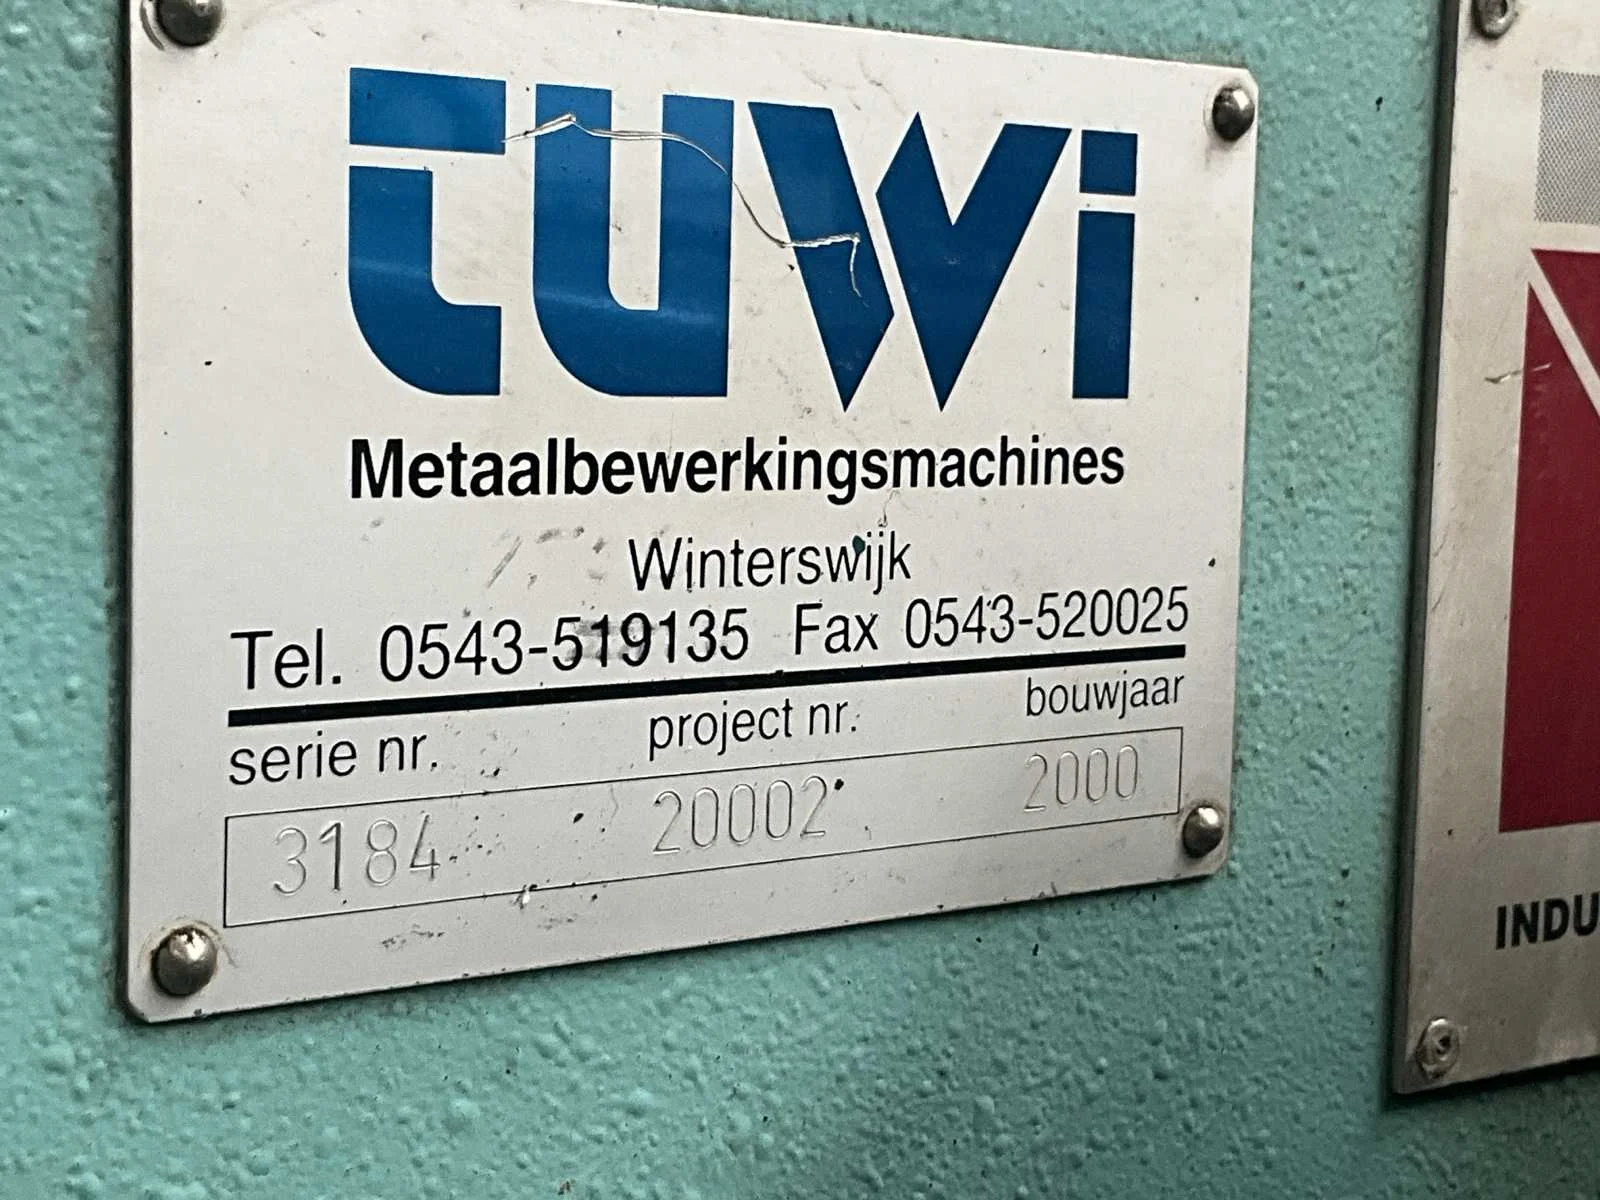 tuwi
Metaalbewerkingsmachines
Winterswijk
Tel. 0543-519135 Fax 0543-520025
serie nr. project nr. bouwjaar
3184 20002 2000
INDU